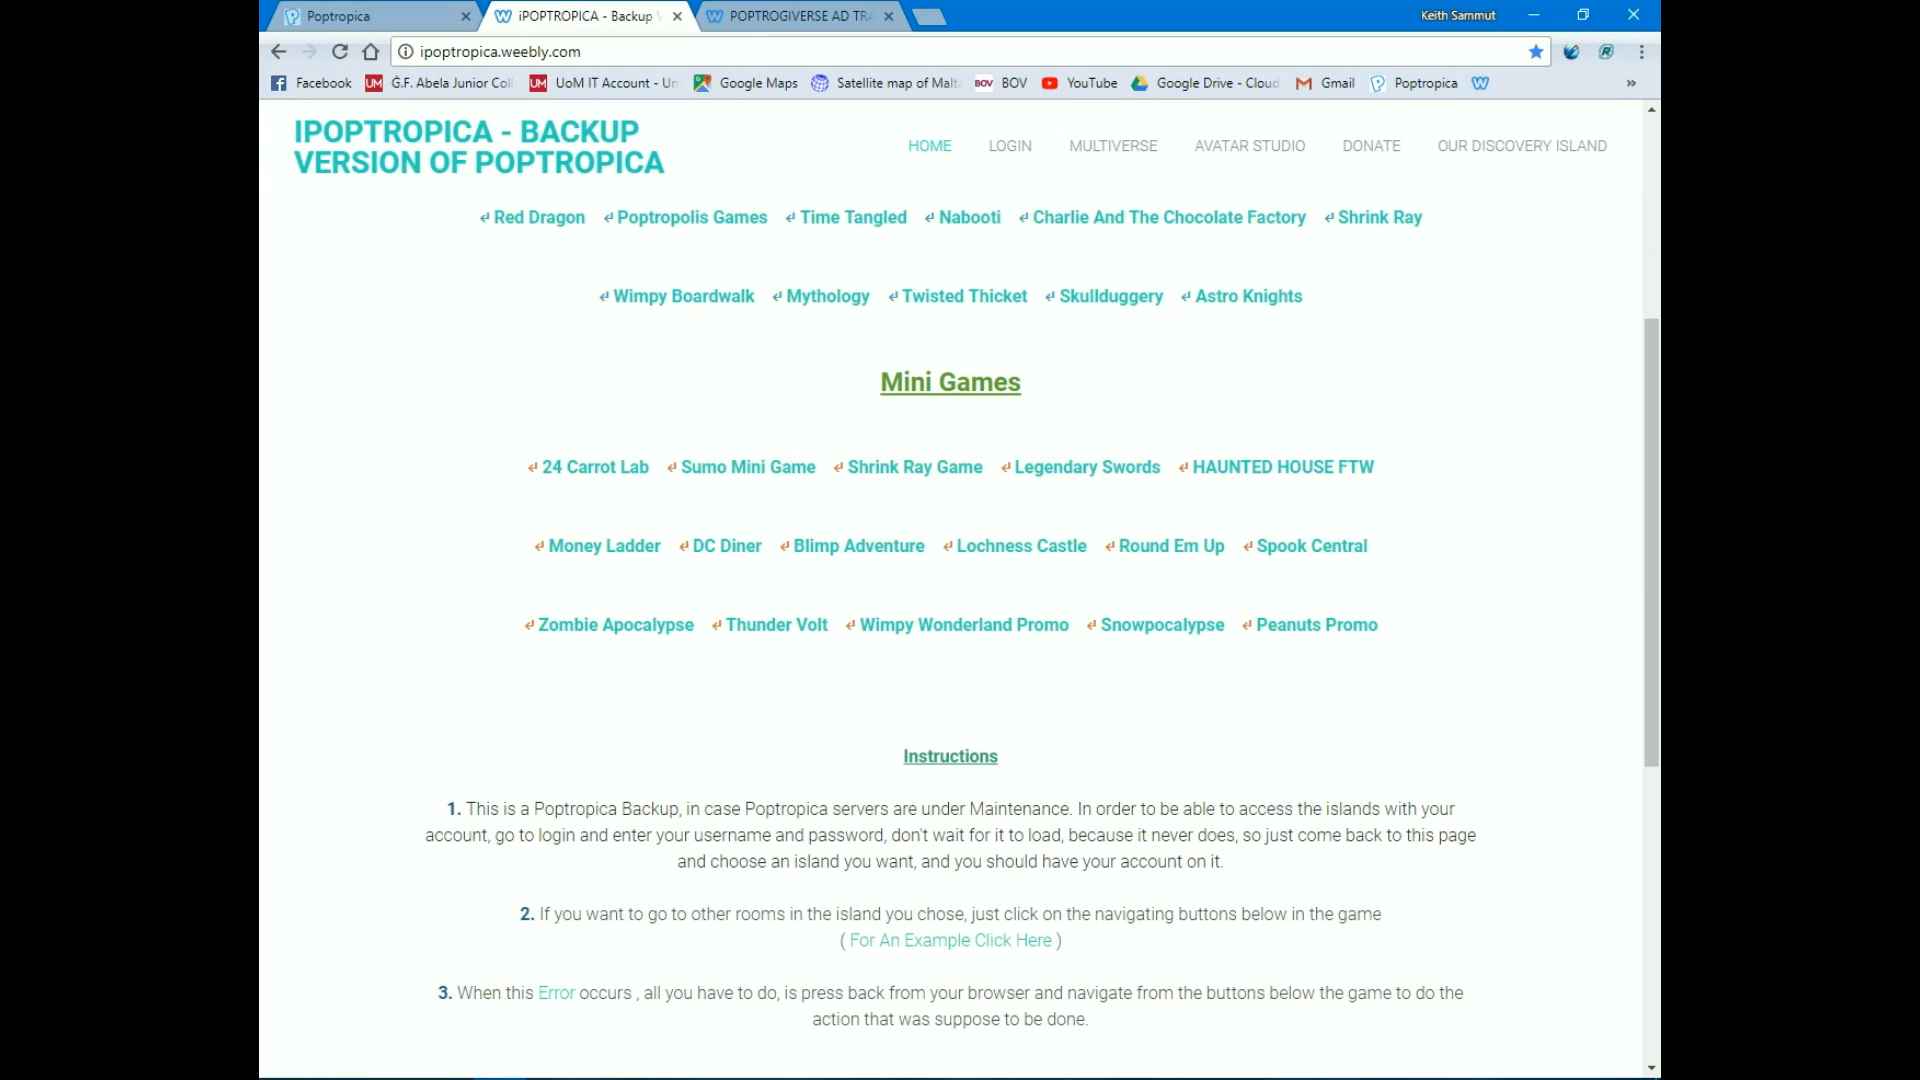 Poptropica
iPOPTROPICA - Backup
POPTROGIVERSE AD TRA
Keith Sammut
ipoptropica.weebly.com
Facebook
G.F. Abela Junior Coll
UoM IT Account - Un
Google Maps
Satellite map of Malta
BOV
BOV
YouTube
Google Drive - Cloud
Gmail
Poptropica
»
IPOPTROPICA - BACKUP
VERSION OF POPTROPICA
HOME LOGIN MULTIVERSE AVATAR STUDIO DONATE OUR DISCOVERY ISLAND
Red Dragon Poptropolis Games Time Tangled Nabooti Charlie And The Chocolate Factory Shrink Ray
Wimpy Boardwalk Mythology Twisted Thicket Skullduggery Astro Knights
Mini Games
24 Carrot Lab Sumo Mini Game Shrink Ray Game Legendary Swords HAUNTED HOUSE FTW
Money Ladder DC Diner Blimp Adventure Lochness Castle Round Em Up Spook Central
Zombie Apocalypse Thunder Volt Wimpy Wonderland Promo Snowpocalypse Peanuts Promo
Instructions
1. This is a Poptropica Backup, in case Poptropica servers are under Maintenance. In order to be able to access the islands with your
account, go to login and enter your username and password, don't wait for it to load, because it never does, so just come back to this page
and choose an island you want, and you should have your account on it.
2. If you want to go to other rooms in the island you chose, just click on the navigating buttons below in the game
( For An Example Click Here )
3. When this Error occurs , all you have to do, is press back from your browser and navigate from the buttons below the game to do the
action that was suppose to be done.